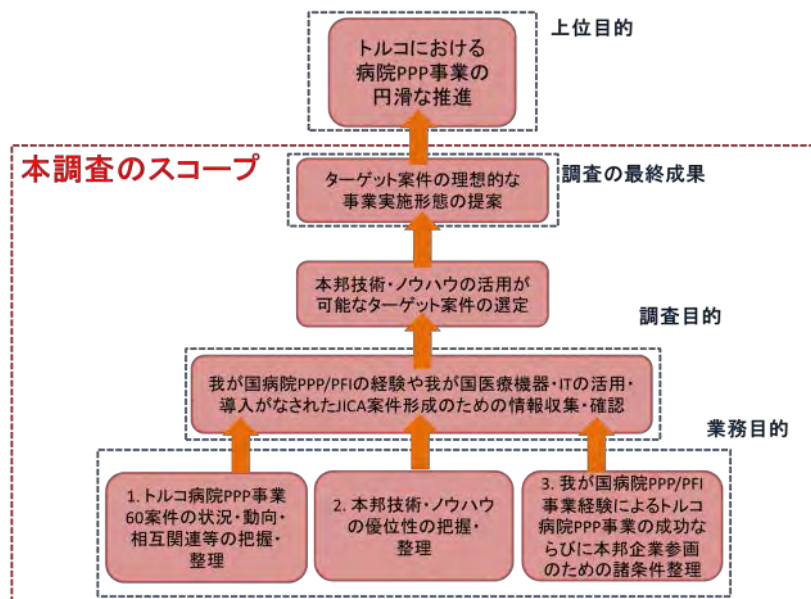 上位目的
トルコにおける
病院PPP事業の
円滑な推進
本調査のスコープ
調査の最終成果
ターゲット案件の理想的な
事業実施形態の提案
本邦技術・ノウハウの活用が
可能なターゲット案件の選定
調査目的
我が国病院PPP/PFIの経験や我が国医療機器・ITの活用・
導入がなされたJICA案件形成のための情報収集・確認
業務目的
1. トルコ病院PPP事業
60案件の状況・動向・
相互関連等の把握・
整理
2. 本邦技術・ノウハウ
の優位性の把握・
整理
3. 我が国病院PPP/PFI
事業経験によるトルコ
病院PPP事業の成功な
らびに本邦企業参画
のための諸条件整理